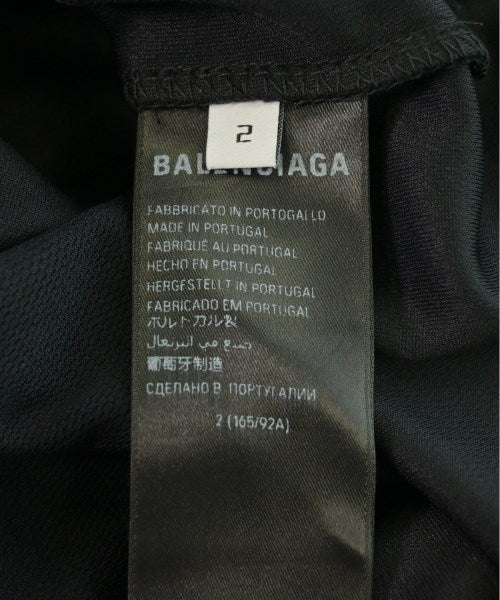 2
BALENCIAGA
FABBRICATO IN PORTOGALLO
MADE IN PORTUGAL
FABRIQUÉ AU PORTUGAL
HECHO EN PORTUGAL
HERGESTELLT IN PORTUGAL
FABRICADO EM PORTUGAL
ポルトガル製
صنع في البرتغال
葡萄牙制造
СДЕЛАНО В ПОРТУГАЛИИ
2 (165/92A)